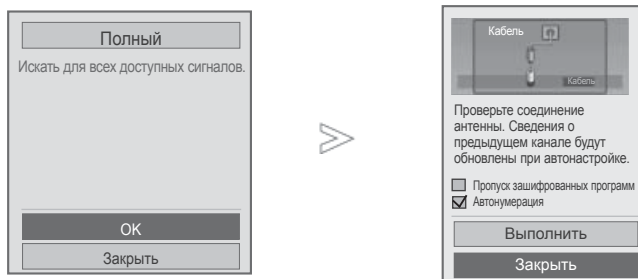 Полный
Искать для всех доступных сигналов.
OK
Закрыть
Кабель
Кабель
Проверьте соединение
антенны. Сведения о
предыдущем канале будут
обновлены при автонастройке.
Пропуск зашифрованных программ
Автонумерация
Выполнить
Закрыть